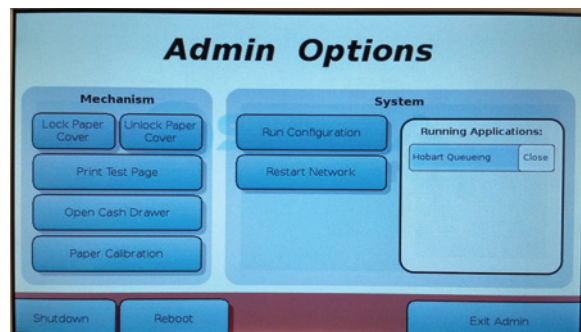 Admin Options
Mechanism
Lock Paper
Cover
Unlock Paper
Cover
Print Test Page
Open Cash Drawer
Paper Calibration
System
Run Configuration
Restart Network
Running Applications:
Hobart Queueing
Close
Shutdown
Reboot
Exit Admin